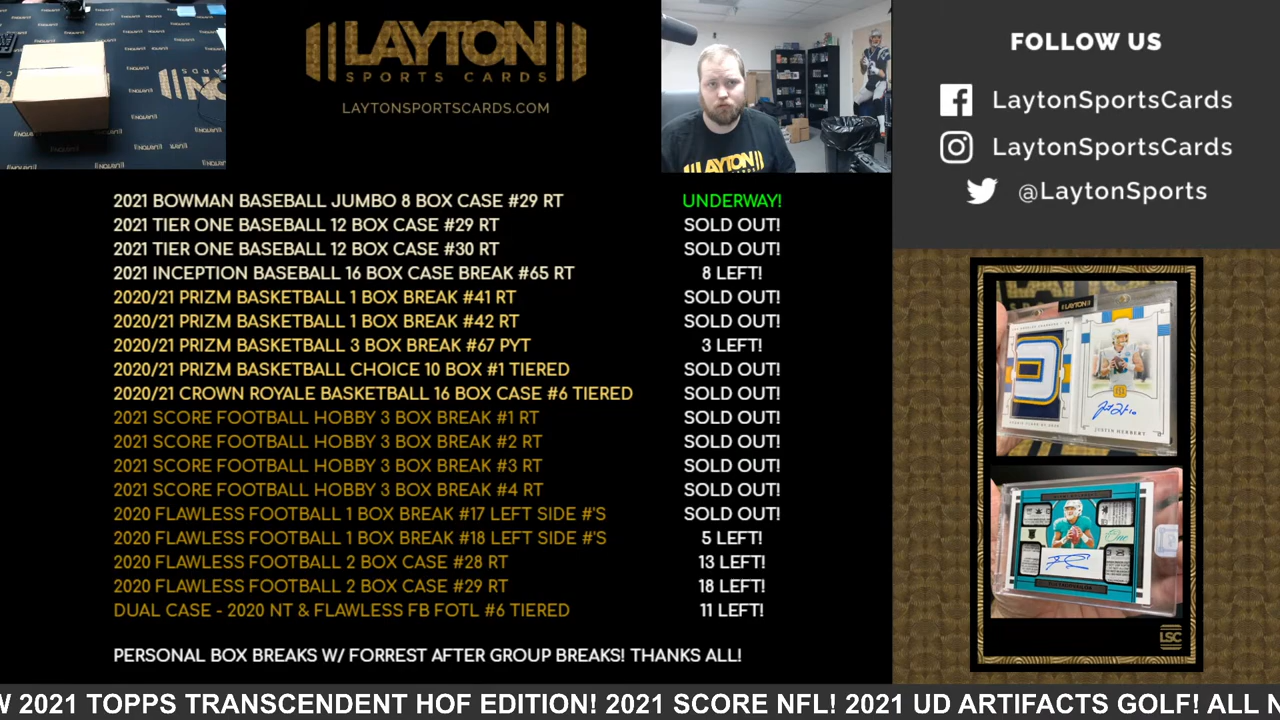 LAYTON
SPORTS CARDS
LAYTONSPORTSCARDS.COM
LAYTON
FOLLOW US
LaytonSportsCards
LaytonSportsCards
@LaytonSports
2021 BOWMAN BASEBALL JUMBO 8 BOX CASE #29 RT UNDERWAY!
2021 TIER ONE BASEBALL 12 BOX CASE #29 RT SOLD OUT!
2021 TIER ONE BASEBALL 12 BOX CASE #30 RT SOLD OUT!
2021 INCEPTION BASEBALL 16 BOX CASE BREAK #65 RT 8 LEFT!
2020/21 PRIZM BASKETBALL 1 BOX BREAK #41 RT SOLD OUT!
2020/21 PRIZM BASKETBALL 1 BOX BREAK #42 RT SOLD OUT!
2020/21 PRIZM BASKETBALL 3 BOX BREAK #67 PYT 3 LEFT!
2020/21 PRIZM BASKETBALL CHOICE 10 BOX #1 TIERED SOLD OUT!
2020/21 CROWN ROYALE BASKETBALL 16 BOX CASE #6 TIERED SOLD OUT!
2021 SCORE FOOTBALL HOBBY 3 BOX BREAK #1 RT SOLD OUT!
2021 SCORE FOOTBALL HOBBY 3 BOX BREAK #2 RT SOLD OUT!
2021 SCORE FOOTBALL HOBBY 3 BOX BREAK #3 RT SOLD OUT!
2021 SCORE FOOTBALL HOBBY 3 BOX BREAK #4 RT SOLD OUT!
2020 FLAWLESS FOOTBALL 1 BOX BREAK #17 LEFT SIDE #'S SOLD OUT!
2020 FLAWLESS FOOTBALL 1 BOX BREAK #18 LEFT SIDE #'S 5 LEFT!
2020 FLAWLESS FOOTBALL 2 BOX CASE #28 RT 13 LEFT!
2020 FLAWLESS FOOTBALL 2 BOX CASE #29 RT 18 LEFT!
DUAL CASE - 2020 NT & FLAWLESS FB FOTL #6 TIERED 11 LEFT!
PERSONAL BOX BREAKS W/ FORREST AFTER GROUP BREAKS! THANKS ALL!
LAYTON
JUSTIN HERBERT
One
LSC
W 2021 TOPPS TRANSCENDENT HOF EDITION! 2021 SCORE NFL! 2021 UD ARTIFACTS GOLF! ALL N